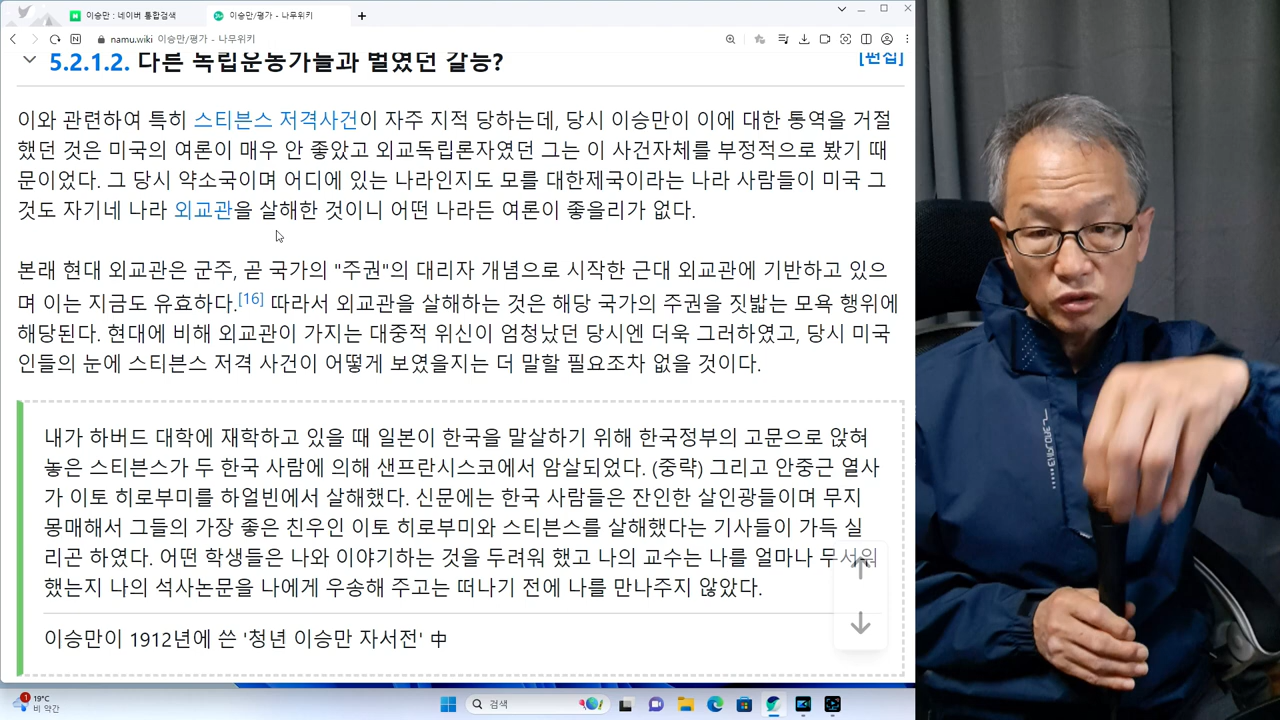 이승만 : 네이버 통합검색
이승만/평가 - 나무위키
namu.wiki 이승만/평가 - 나무위키
5.2.1.2. 다른 독립운동가들과 벌였던 갈등?
[편집]
이와 관련하여 특히 스티븐스 저격사건이 자주 지적 당하는데, 당시 이승만이 이에 대한 통역을 거절
했던 것은 미국의 여론이 매우 안 좋았고 외교독립론자였던 그는 이 사건자체를 부정적으로 봤기 때
문이었다. 그 당시 약소국이며 어디에 있는 나라인지도 모를 대한제국이라는 나라 사람들이 미국 그
것도 자기네 나라 외교관을 살해한 것이니 어떤 나라든 여론이 좋을리가 없다.
본래 현대 외교관은 군주, 곧 국가의 "주권"의 대리자 개념으로 시작한 근대 외교관에 기반하고 있으
며 이는 지금도 유효하다.[16] 따라서 외교관을 살해하는 것은 해당 국가의 주권을 짓밟는 모욕 행위에
해당된다. 현대에 비해 외교관이 가지는 대중적 위신이 엄청났던 당시엔 더욱 그러하였고, 당시 미국
인들의 눈에 스티븐스 저격 사건이 어떻게 보였을지는 더 말할 필요조차 없을 것이다.
내가 하버드 대학에 재학하고 있을 때 일본이 한국을 말살하기 위해 한국정부의 고문으로 앉혀
놓은 스티븐스가 두 한국 사람에 의해 샌프란시스코에서 암살되었다. (중략) 그리고 안중근 열사
가 이토 히로부미를 하얼빈에서 살해했다. 신문에는 한국 사람들은 잔인한 살인광들이며 무지
몽매해서 그들의 가장 좋은 친우인 이토 히로부미와 스티븐스를 살해했다는 기사들이 가득 실
리곤 하였다. 어떤 학생들은 나와 이야기하는 것을 두려워 했고 나의 교수는 나를 얼마나 무서워
했는지 나의 석사논문을 나에게 우송해 주고는 떠나기 전에 나를 만나주지 않았다.
이승만이 1912년에 쓴 '청년 이승만 자서전' 中
1
19°C
비 약간
검색